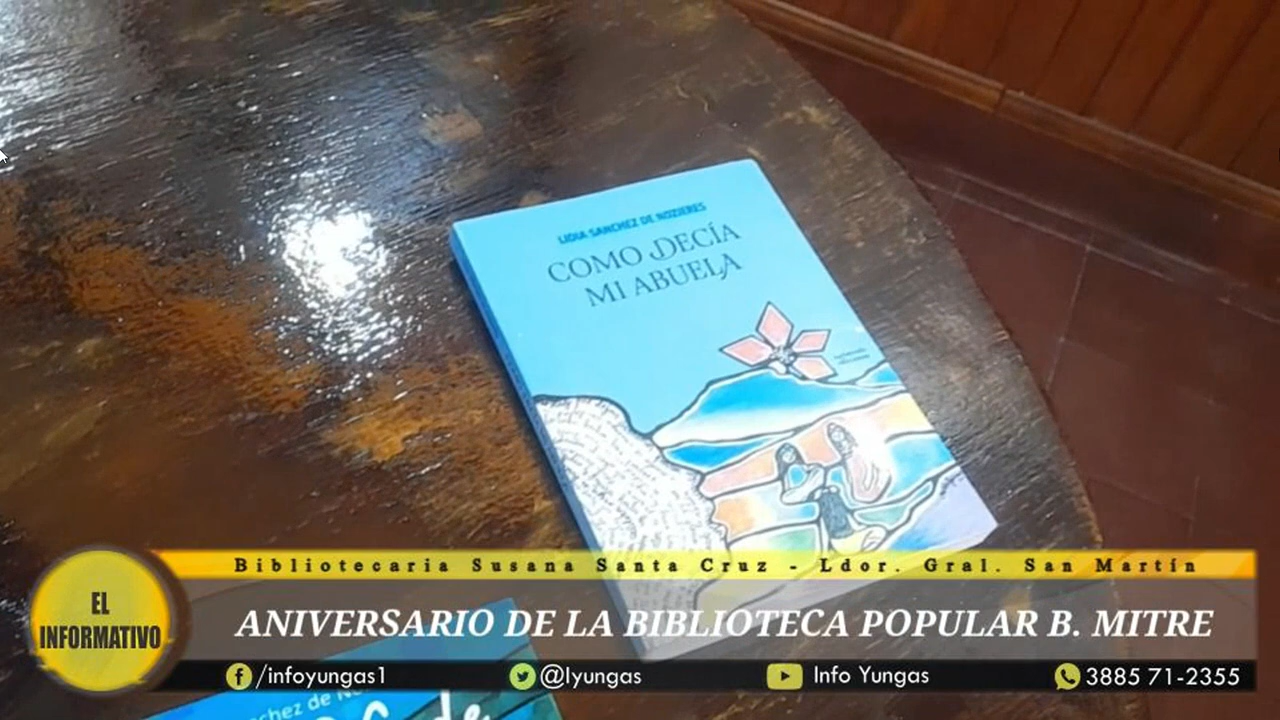 LIDIA SANCHEZ DE NOZIERES
COMO DECÍA
MI ABUELA
Bibliotecaria Susana Santa Cruz - Ldor. Gral. San Martín
EL
INFORMATIVO
ANIVERSARIO DE LA BIBLIOTECA POPULAR B. MITRE
/infoyungas1
@Iyungas
Info Yungas
3885 71-2355